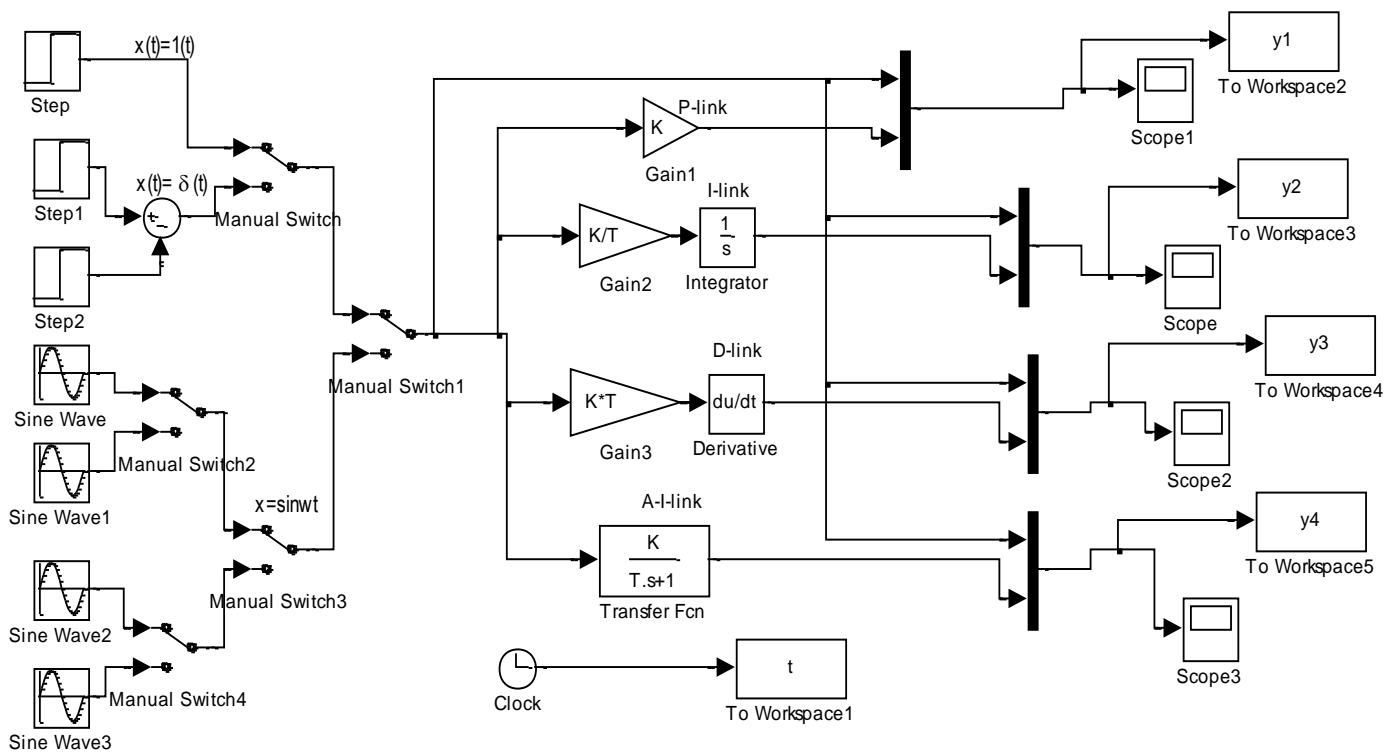 x(t)=1(t)
Step
Step1
x(t)= δ(t)
+
-
Manual Switch
Step2
Manual Switch1
Sine Wave
Manual Switch2
Sine Wave1
x=sinwt
Manual Switch3
Sine Wave2
Manual Switch4
Sine Wave3
P-link
K
Gain1
I-link
K/T
1
s
Gain2
Integrator
D-link
K*T
du/dt
Gain3
Derivative
A-I-link
K
T.s+1
Transfer Fcn
Clock
t
To Workspace1
y1
To Workspace2
Scope1
y2
To Workspace3
Scope
y3
To Workspace4
Scope2
y4
To Workspace5
Scope3